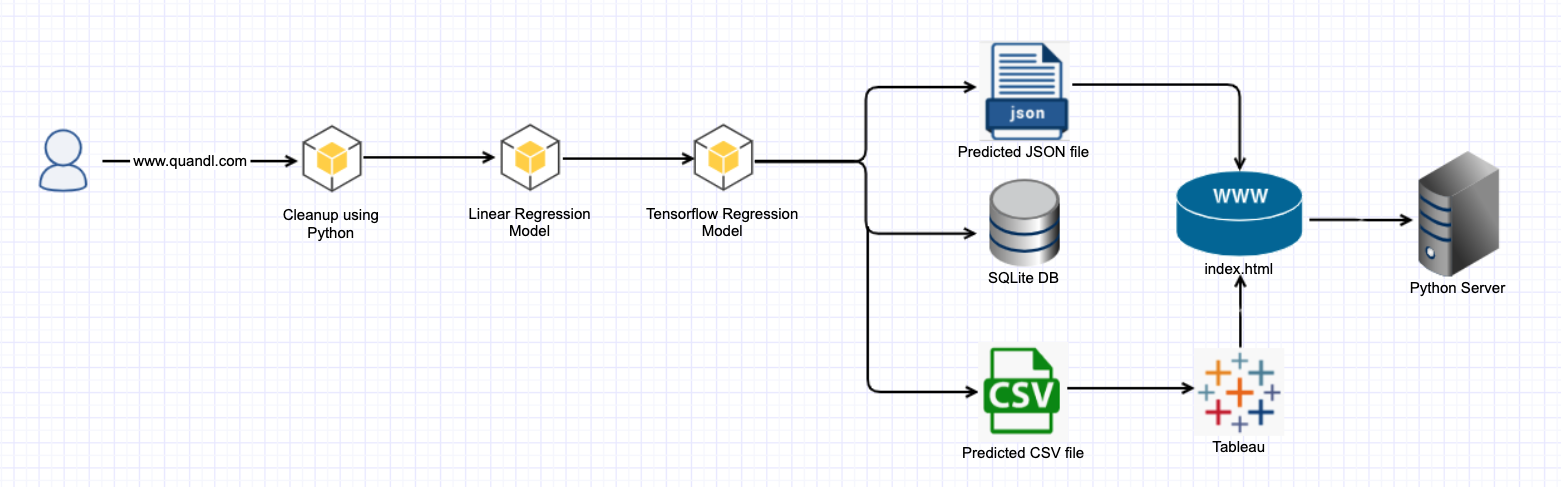 www.quandl.com
Cleanup using
Python
Linear Regression
Model
Tensorflow Regression
Model
json
Predicted JSON file
SQLite DB
CSV
Predicted CSV file
WWW
index.html
Tableau
Python Server